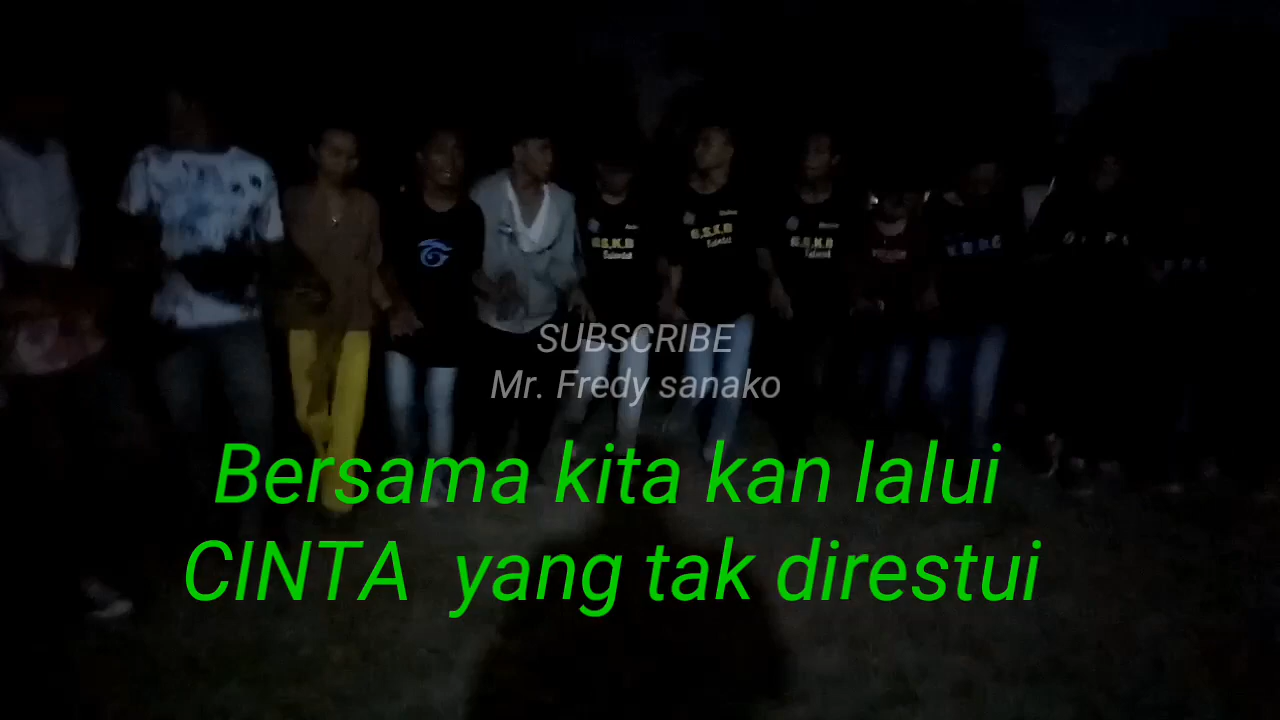 G.S.K.B
SUBSCRIBE
Mr. Fredy sanako
Bersama kita kan lalui
CINTA yang tak direstui